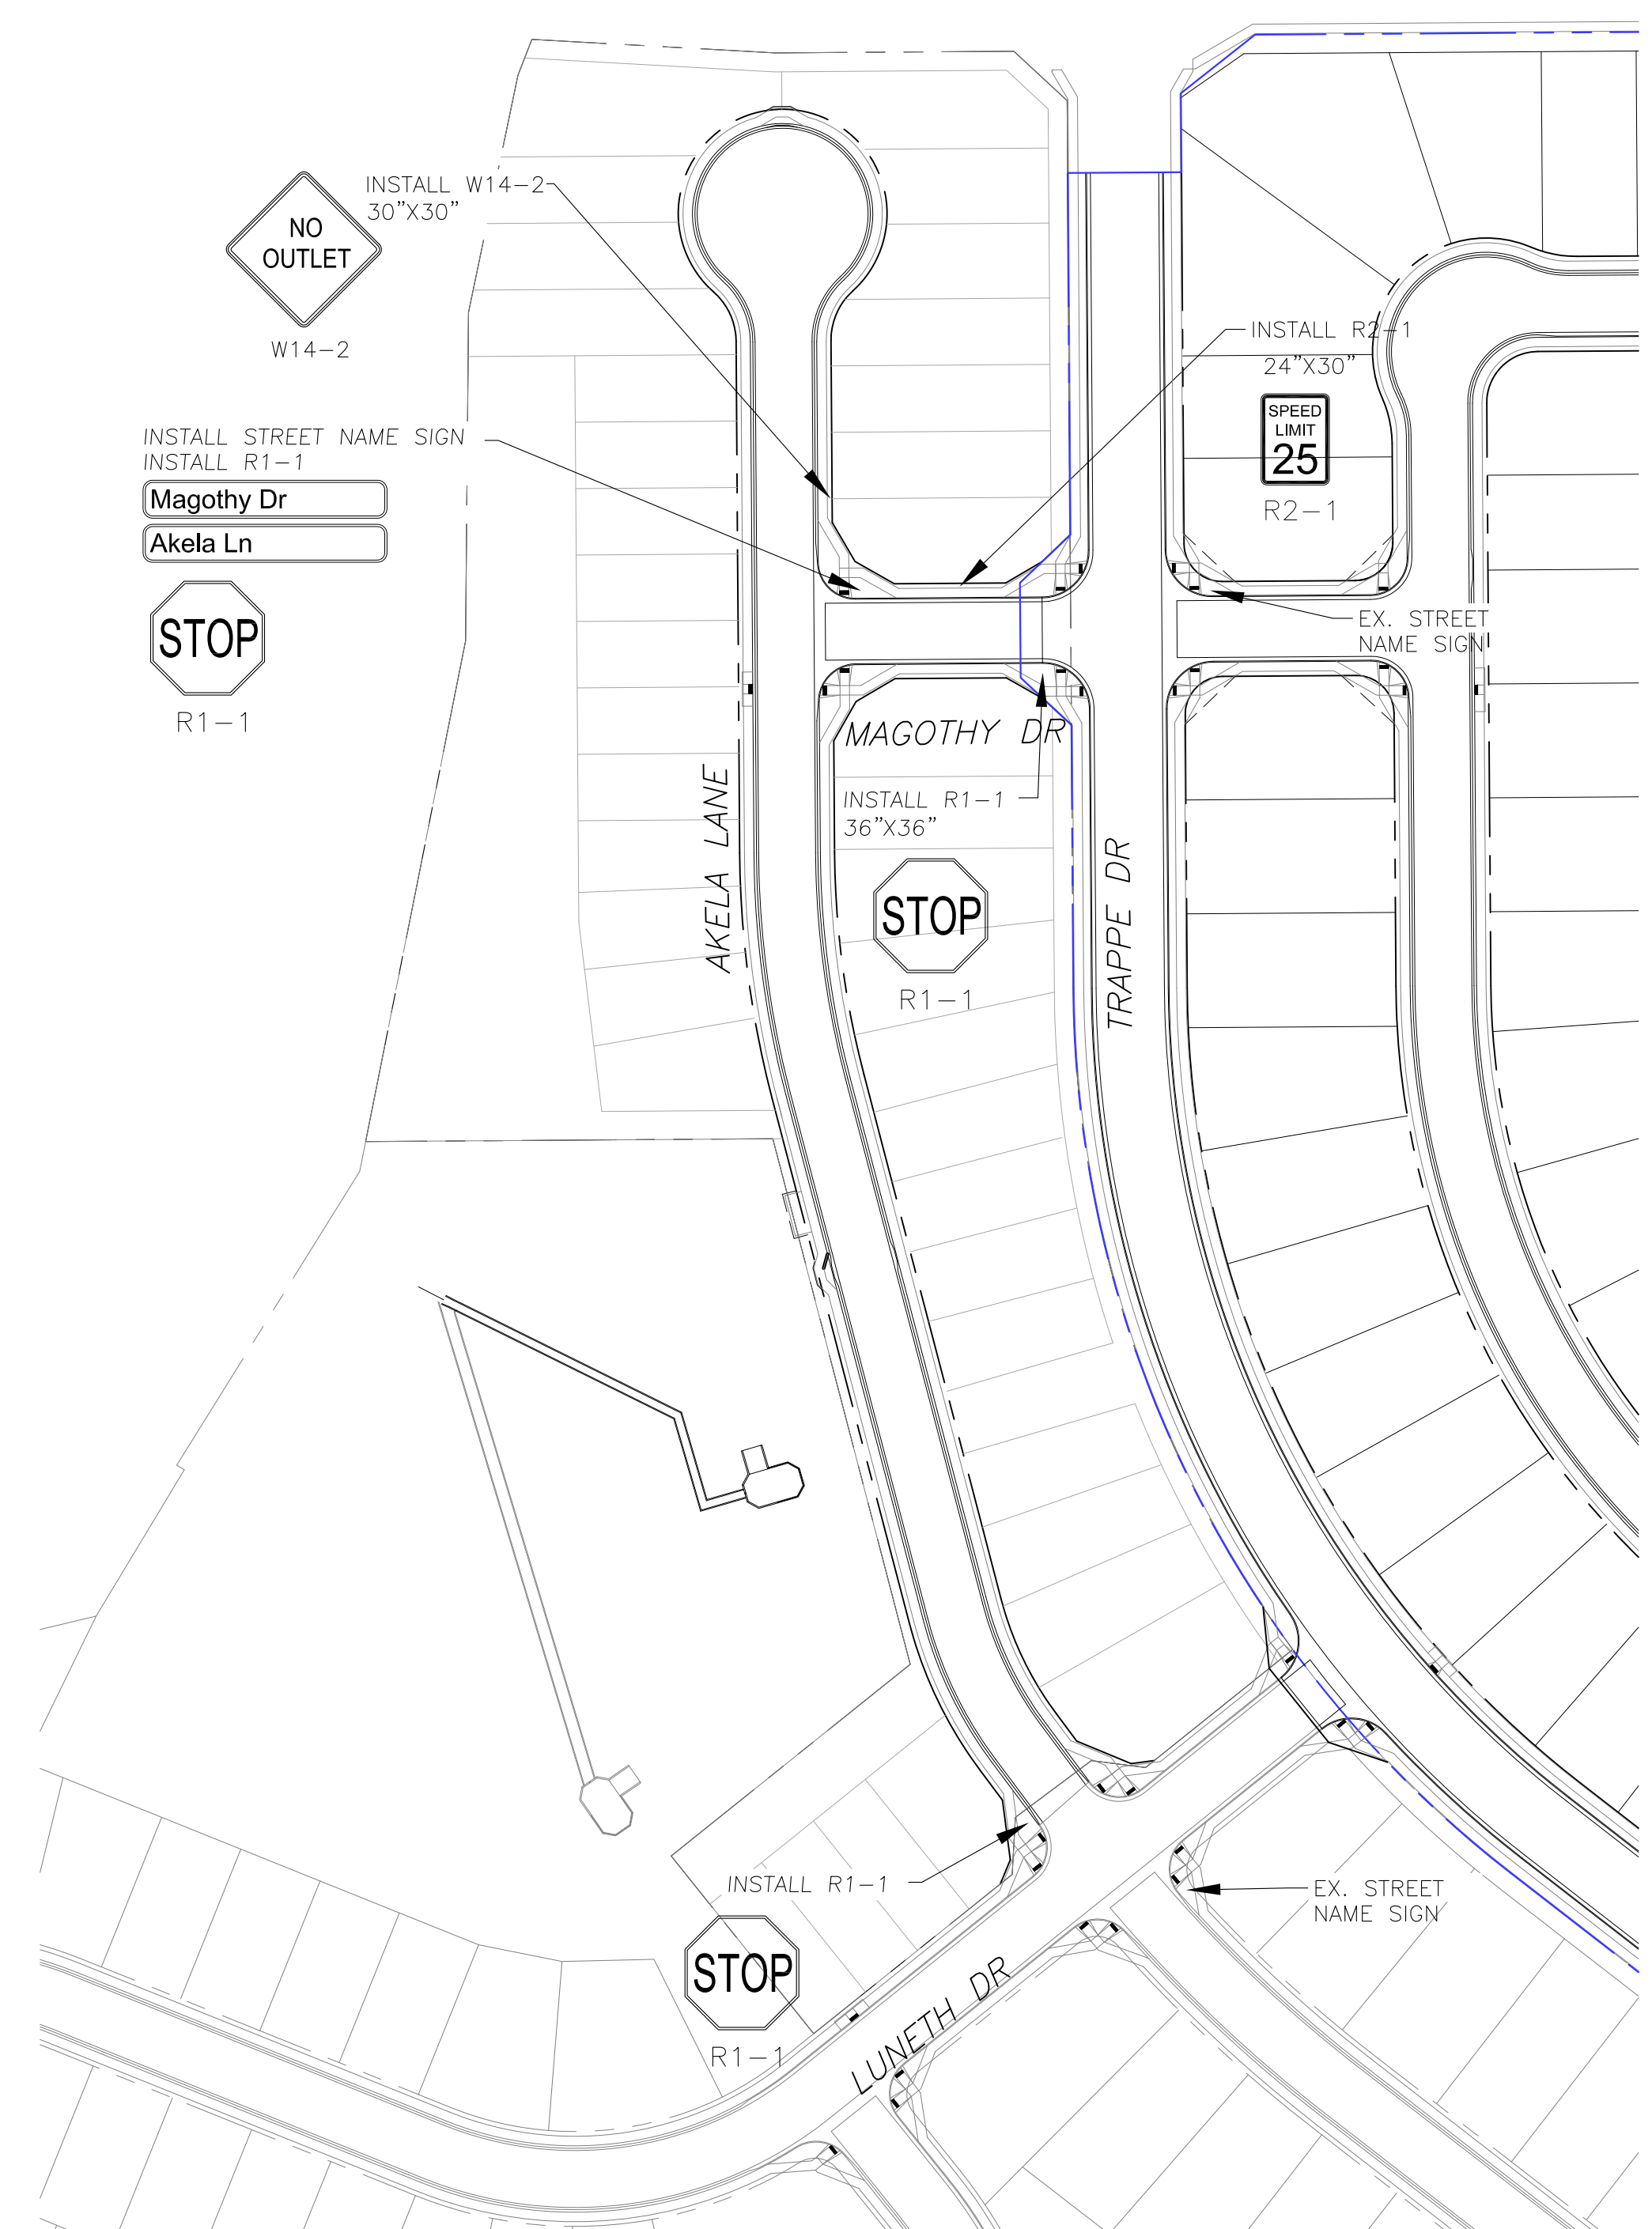 INSTALL W14-2
30"X30"
NO
OUTLET
W14-2
INSTALL R2-1
24"X30"
SPEED
LIMIT
25
R2-1
INSTALL STREET NAME SIGN
INSTALL R1-1
Magothy Dr
Akela Ln
STOP
R1-1
EX. STREET
NAME SIGN
MAGOTHY DR
AKELA LANE
INSTALL R1-1
36"X36"
STOP
R1-1
TRAPPE DR
INSTALL R1-1
STOP
R1-1
EX. STREET
NAME SIGN
LUNETH DR